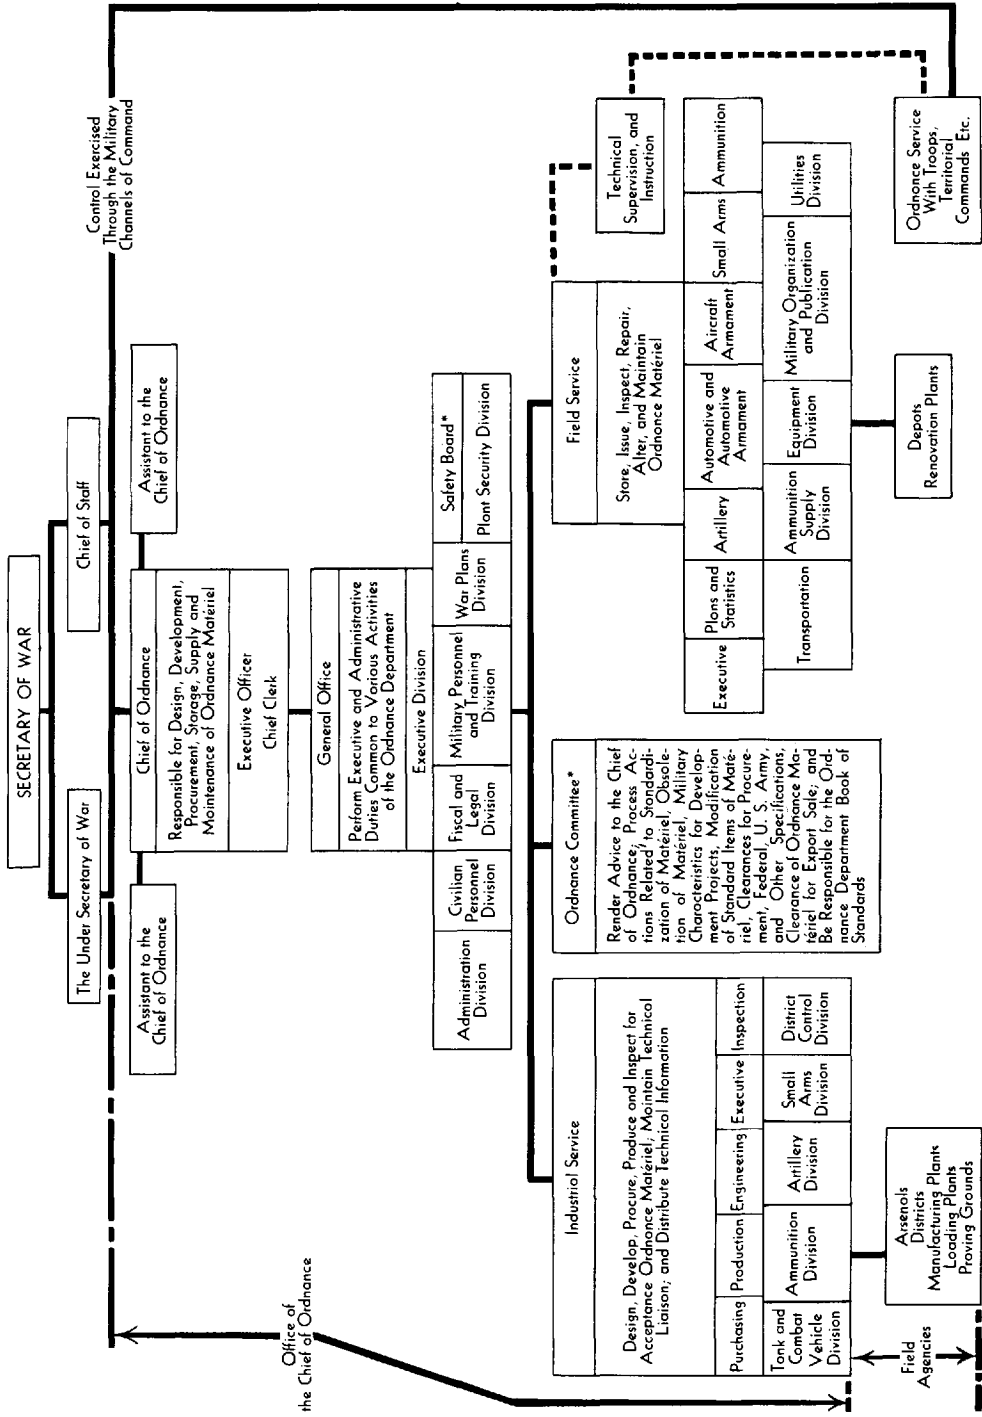 SECRETARY OF WAR
The Under Secretary of War
Chief of Staff
Control Exercised
Through the Military
Channels of Command
Assistant to the
Chief of Ordnance
Chief of Ordnance
Responsible for Design, Development,
Procurement, Storage, Supply and
Maintenance of Ordnance Matériel
Executive Officer
Chief Clerk
Assistant to the
Chief of Ordnance
Office of
the Chief of Ordnance
General Office
Perform Executive and Administrative
Duties Common to Various Activities
of the Ordnance Department
Executive Division
Administration
Division
Civilian
Personnel
Division
Fiscal and
Legal
Division
Military Personnel
and Training
Division
War Plans
Division
Safety Board*
Plant Security Division
Industrial Service
Design, Develop, Procure, Produce and Inspect for
Acceptance Ordnance Matériel; Maintain Technical
Liaison; and Distribute Technical Information
Purchasing
Production
Engineering
Executive
Inspection
Tonk and
Combat
Vehicle
Division
Ammunition
Division
Artillery
Division
Small
Arms
Division
District
Control
Division
Field
Agencies
Arsenols
Districts
Manufacturing Plants
Loading Plants
Proving Grounds
Ordnance Committee*
Render Advice to the Chief
of Ordnance; Process Ac-
tions Related to Standardi-
zation of Matériel, Obsole-
tion of Matériel, Military
Characteristics for Develop-
ment Projects, Modification
of Standard Items of Maté-
riel, Clearances for Procure-
ment, Federal, U. S. Army,
and Other Specifications,
Clearance of Ordnance Ma-
tériel for Export Sale; and
Be Responsible for the Ord-
nance Department Book of
Standards
Field Service
Store, Issue, Inspect, Repair,
Alter, and Maintain
Ordnonce Matériel
Executive
Plons and
Statistics
Artillery
Automotive and
Automotive
Armament
Aircraft
Armament
Small Arms
Ammunition
Transportation
Ammunition
Supply
Division
Equipment
Division
Military Organization
and Publication
Division
Utilities
Division
Depots
Renovation Plants
Technical
Supervision, and
Instruction
Ordnonce Service
With Troops,
Territorial
Commands Etc.